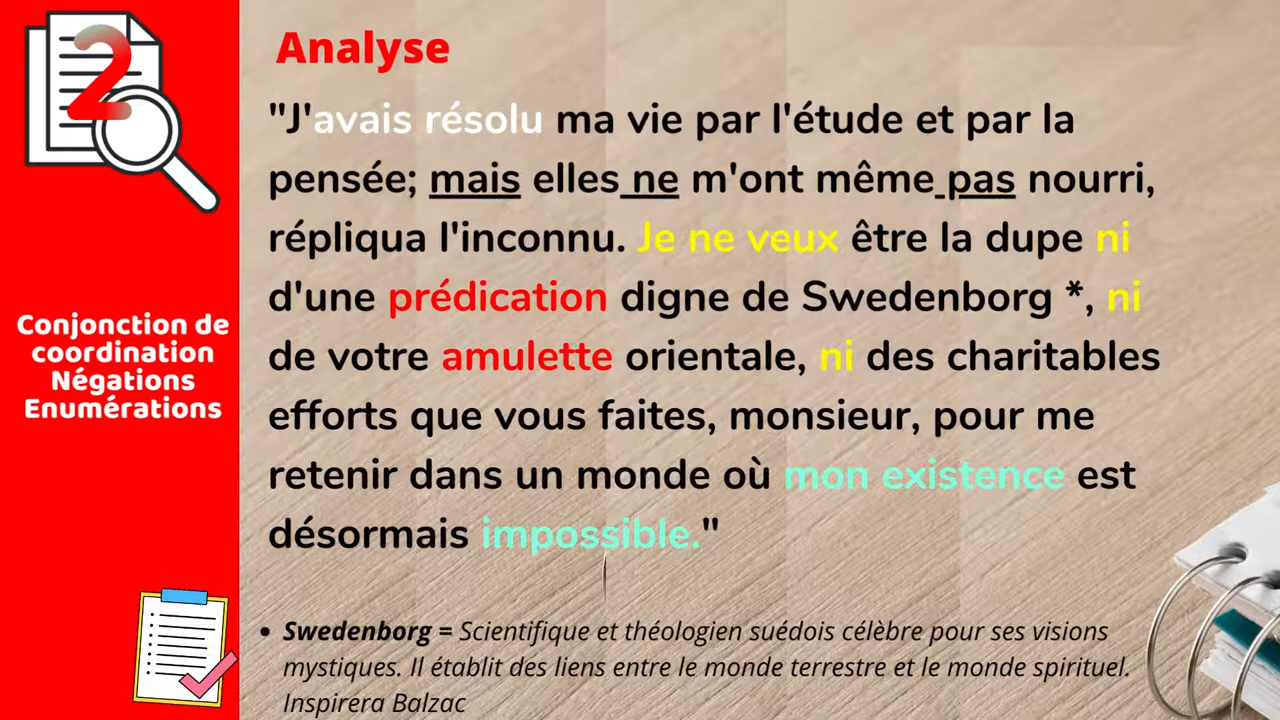 2
Conjonction de
coordination
Négations
Enumérations
Analyse
"J'avais résolu ma vie par l'étude et par la
pensée; mais elles ne m'ont même pas nourri,
répliqua l'inconnu. Je ne veux être la dupe ni
d'une prédication digne de Swedenborg *, ni
de votre amulette orientale, ni des charitables
efforts que vous faites, monsieur, pour me
retenir dans un monde où mon existence est
désormais impossible."
• Swedenborg = Scientifique et théologien suédois célèbre pour ses visions
mystiques. Il établit des liens entre le monde terrestre et le monde spirituel.
Inspirera Balzac